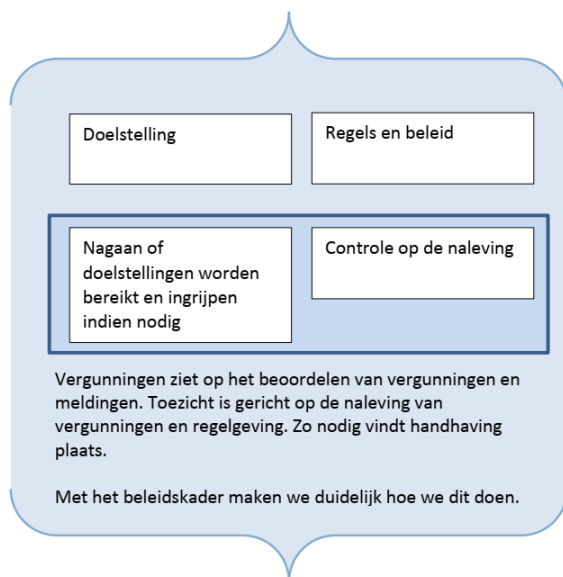 Doelstelling
Regels en beleid
Nagaan of
doelstellingen worden
bereikt en ingrijpen
indien nodig
Controle op de naleving
Vergunningen ziet op het beoordelen van vergunningen en
meldingen. Toezicht is gericht op de naleving van
vergunningen en regelgeving. Zo nodig vindt handhaving
plaats.
Met het beleidskader maken we duidelijk hoe we dit doen.